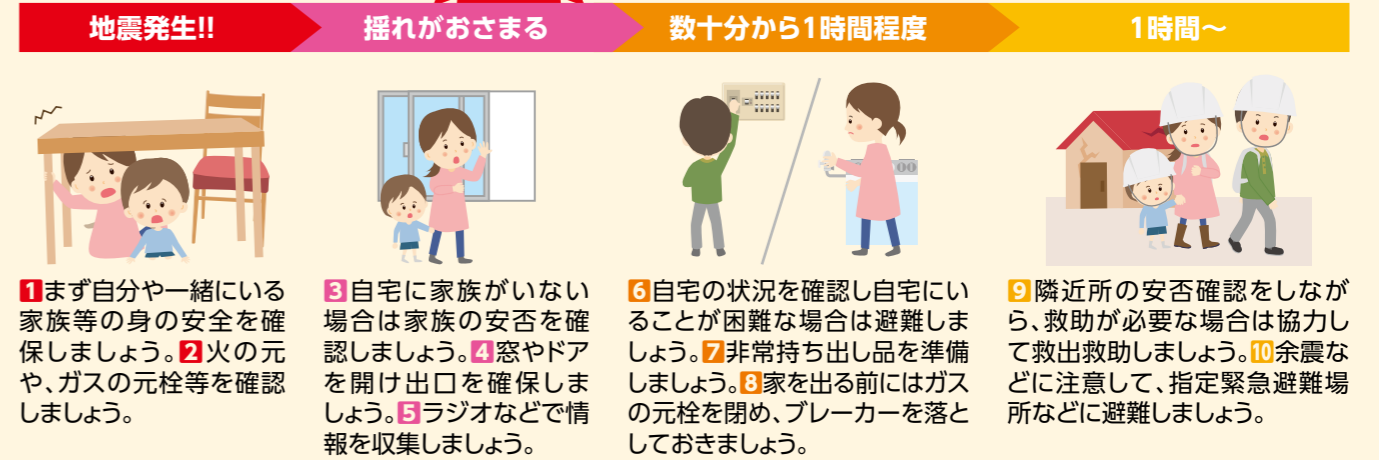 地震発生!!
揺れがおさまる
数十分から1時間程度
1時間～
1まず自分や一緒にいる
家族等の身の安全を確
保しましょう。2火の元
や、ガスの元栓等を確認
しましょう。
3自宅に家族がいない
場合は家族の安否を確
認しましょう。4窓やドア
を開け出口を確保しま
しょう。5ラジオなどで情
報を収集しましょう。
6自宅の状況を確認し自宅にい
ることが困難な場合は避難しま
しょう。7非常持ち出し品を準備
しましょう。8家を出る前にはガス
の元栓を閉め、ブレーカーを落と
しておきましょう。
9隣近所の安否確認をしなが
ら、救助が必要な場合は協力し
て救出救助しましょう。10余震な
どに注意して、指定緊急避難場
所などに避難しましょう。